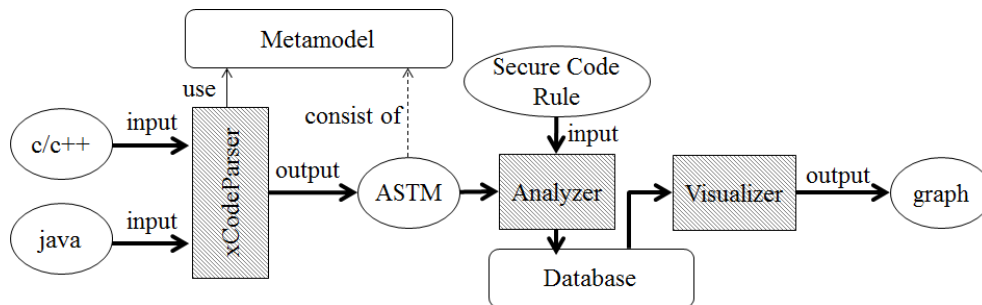 Metamodel
use
consist of
Secure Code
Rule
input
c/c++
input
xCodeParser
output
ASTM
Analyzer
Visualizer
output
graph
java
input
Database